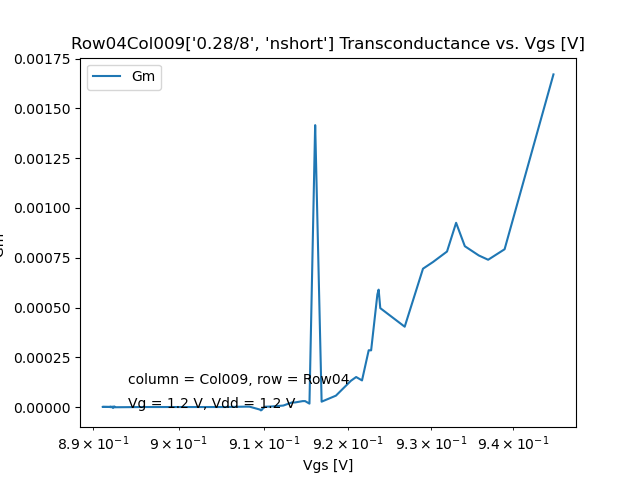 Row04Col009['0.28/8', 'nshort'] Transconductance vs. Vgs [V]
Gm
0.00175
0.00150
0.00125
0.00100
0.00075
0.00050
0.00025
0.00000
Gm
column = Col009, row = Row04
Vg = 1.2 V, Vdd = 1.2 V
8.9 × 10⁻¹ 9 × 10⁻¹ 9.1 × 10⁻¹ 9.2 × 10⁻¹ 9.3 × 10⁻¹ 9.4 × 10⁻¹
Vgs [V]